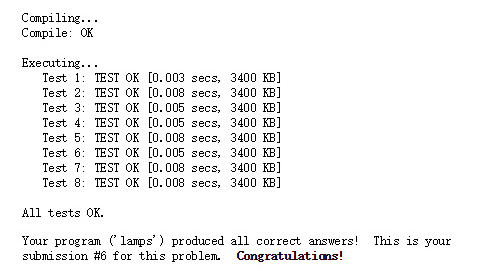 Compiling...
Compile: OK
Executing...
Test 1: TEST OK [0.003 secs, 3400 KB]
Test 2: TEST OK [0.008 secs, 3400 KB]
Test 3: TEST OK [0.005 secs, 3400 KB]
Test 4: TEST OK [0.005 secs, 3400 KB]
Test 5: TEST OK [0.008 secs, 3400 KB]
Test 6: TEST OK [0.005 secs, 3400 KB]
Test 7: TEST OK [0.008 secs, 3400 KB]
Test 8: TEST OK [0.008 secs, 3400 KB]
All tests OK.
Your program ('lamps') produced all correct answers!  This is your
submission #6 for this problem.  Congratulations!